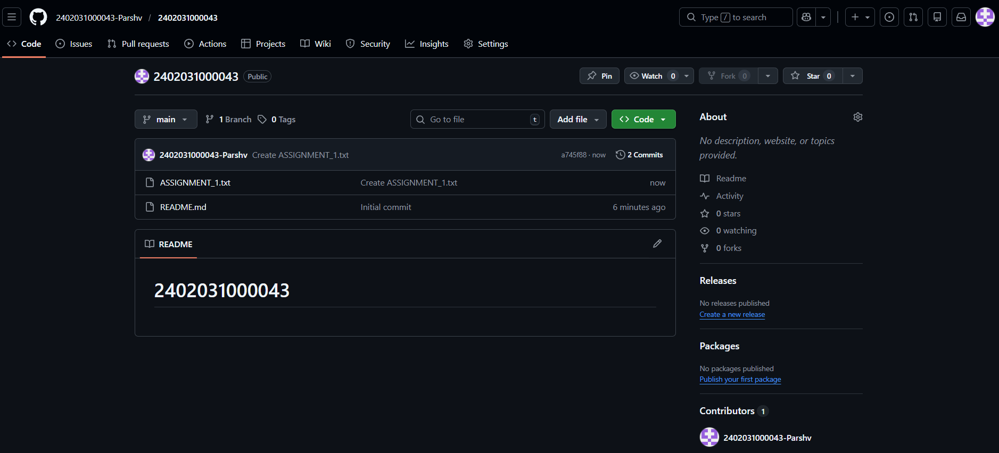 2402031000043-Parshv / 2402031000043
Type / to search
Code Issues Pull requests Actions Projects Wiki Security Insights Settings
2402031000043 Public
Pin Watch 0 Fork 0 Star 0
main 1 Branch 0 Tags Go to file t Add file Code
2402031000043-Parshv Create ASSIGNMENT_1.txt a745f88 · now 2 Commits
ASSIGNMENT_1.txt Create ASSIGNMENT_1.txt now
README.md Initial commit 6 minutes ago
README
2402031000043
About
No description, website, or topics
provided.
Readme
Activity
0 stars
0 watching
0 forks
Releases
No releases published
Create a new release
Packages
No packages published
Publish your first package
Contributors 1
2402031000043-Parshv